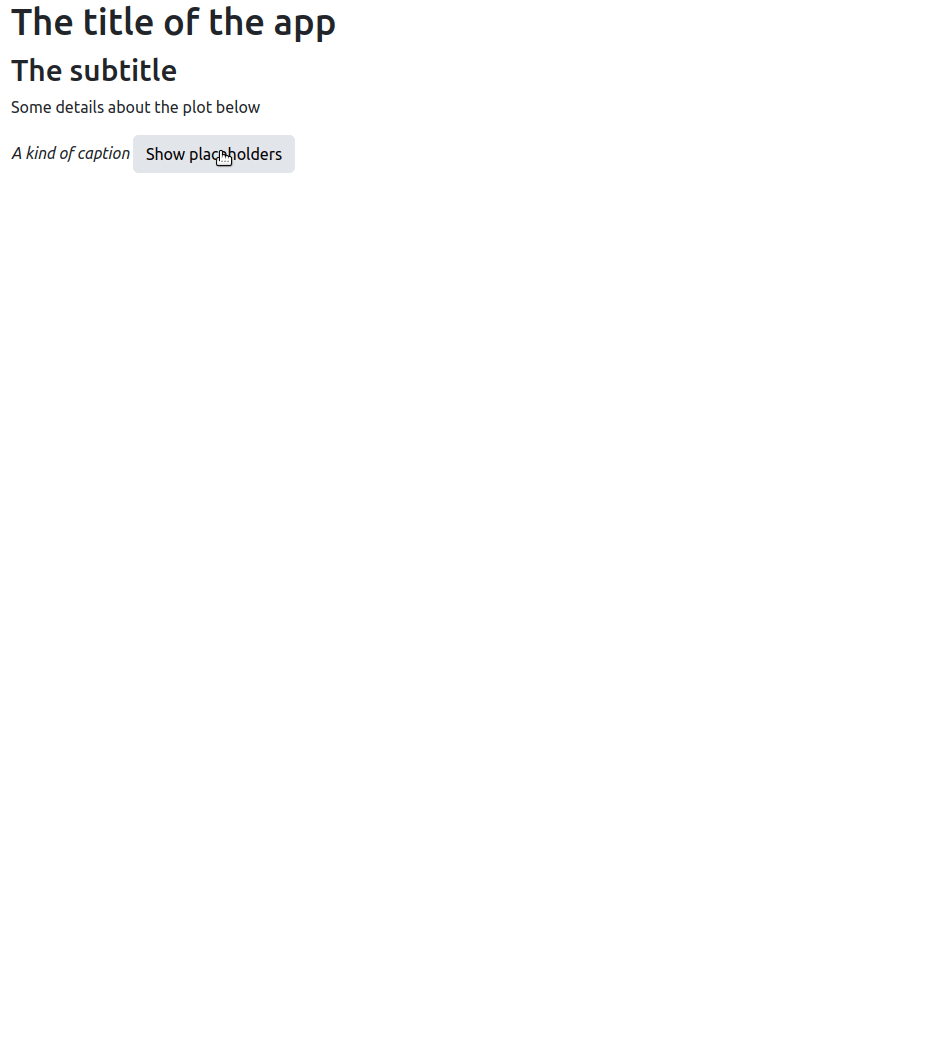 The title of the app
The subtitle
Some details about the plot below
A kind of caption Show placeholders